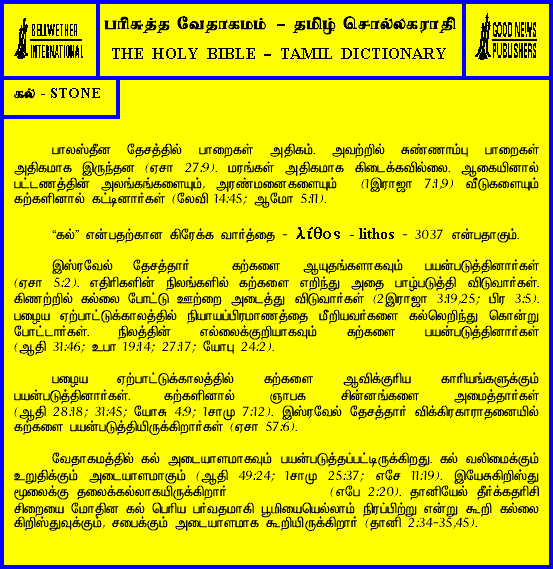 BELLWETHER
INTERNATIONAL
பரிசுத்த வேதாகமம் – தமிழ் சொல்லகராதி
THE HOLY BIBLE – TAMIL DICTIONARY
GOOD NEWS
PUBLISHERS
கல் - STONE
பாலஸ்தீன தேசத்தில் பாறைகள் அதிகம். அவற்றில் சுண்ணாம்பு பாறைகள்
அதிகமாக இருந்தன (ஏசா 27:9). மரங்கள் அதிகமாக கிடைக்கவில்லை. ஆகையினால்
பட்டணத்தின் அலங்கங்களையும், அரண்மனைகளையும் (1இராஜா 7:1,9) வீடுகளையும்
கற்களினால் கட்டினார்கள் (லேவி 14:45; ஆமோ 5:11).
“கல்” என்பதற்கான கிரேக்க வார்த்தை - λίθος - lithos - 3037 என்பதாகும்.
இஸ்ரவேல் தேசத்தார் கற்களை ஆயுதங்களாகவும் பயன்படுத்தினார்கள்
(ஏசா 5:2). எதிரிகளின் நிலங்களில் கற்களை எறிந்து அதை பாழ்படுத்தி விடுவார்கள்.
கிணற்றில் கல்லை போட்டு ஊற்றை அடைத்து விடுவார்கள் (2இராஜா 3:19,25; பிர 3:5).
பழைய ஏற்பாட்டுக்காலத்தில் நியாயப்பிரமாணத்தை மீறியவர்களை கல்லெறிந்து கொன்று
போட்டார்கள். நிலத்தின் எல்லைக்குறியாகவும் கற்களை பயன்படுத்தினார்கள்
(ஆதி 31:46; உபா 19:14; 27:17; யோபு 24:2).
பழைய ஏற்பாட்டுக்காலத்தில் கற்களை ஆவிக்குரிய காரியங்களுக்கும்
பயன்படுத்தினார்கள். கற்களினால் ஞாபக சின்னங்களை அமைத்தார்கள்
(ஆதி 28:18; 31:45; யோசு 4:9; 1சாமு 7:12). இஸ்ரவேல் தேசத்தார் விக்கிரகாராதனையில்
கற்களை பயன்படுத்தியிருக்கிறார்கள் (ஏசா 57:6).
வேதாகமத்தில் கல் அடையாளமாகவும் பயன்படுத்தப்பட்டிருக்கிறது. கல் வலிமைக்கும்
உறுதிக்கும் அடையாளமாகும் (ஆதி 49:24; 1சாமு 25:37; எசே 11:19). இயேசுகிறிஸ்து
மூலைக்கு தலைக்கல்லாகயிருக்கிறார் (எபே 2:20). தானியேல் தீர்க்கதரிசி
சிறையை மோதின கல் பெரிய பர்வதமாகி பூமியையெல்லாம் நிரப்பிற்று என்று கூறி கல்லை
கிறிஸ்துவுக்கும், சபைக்கும் அடையாளமாக கூறியிருக்கிறார் (தானி 2:34-35,45).